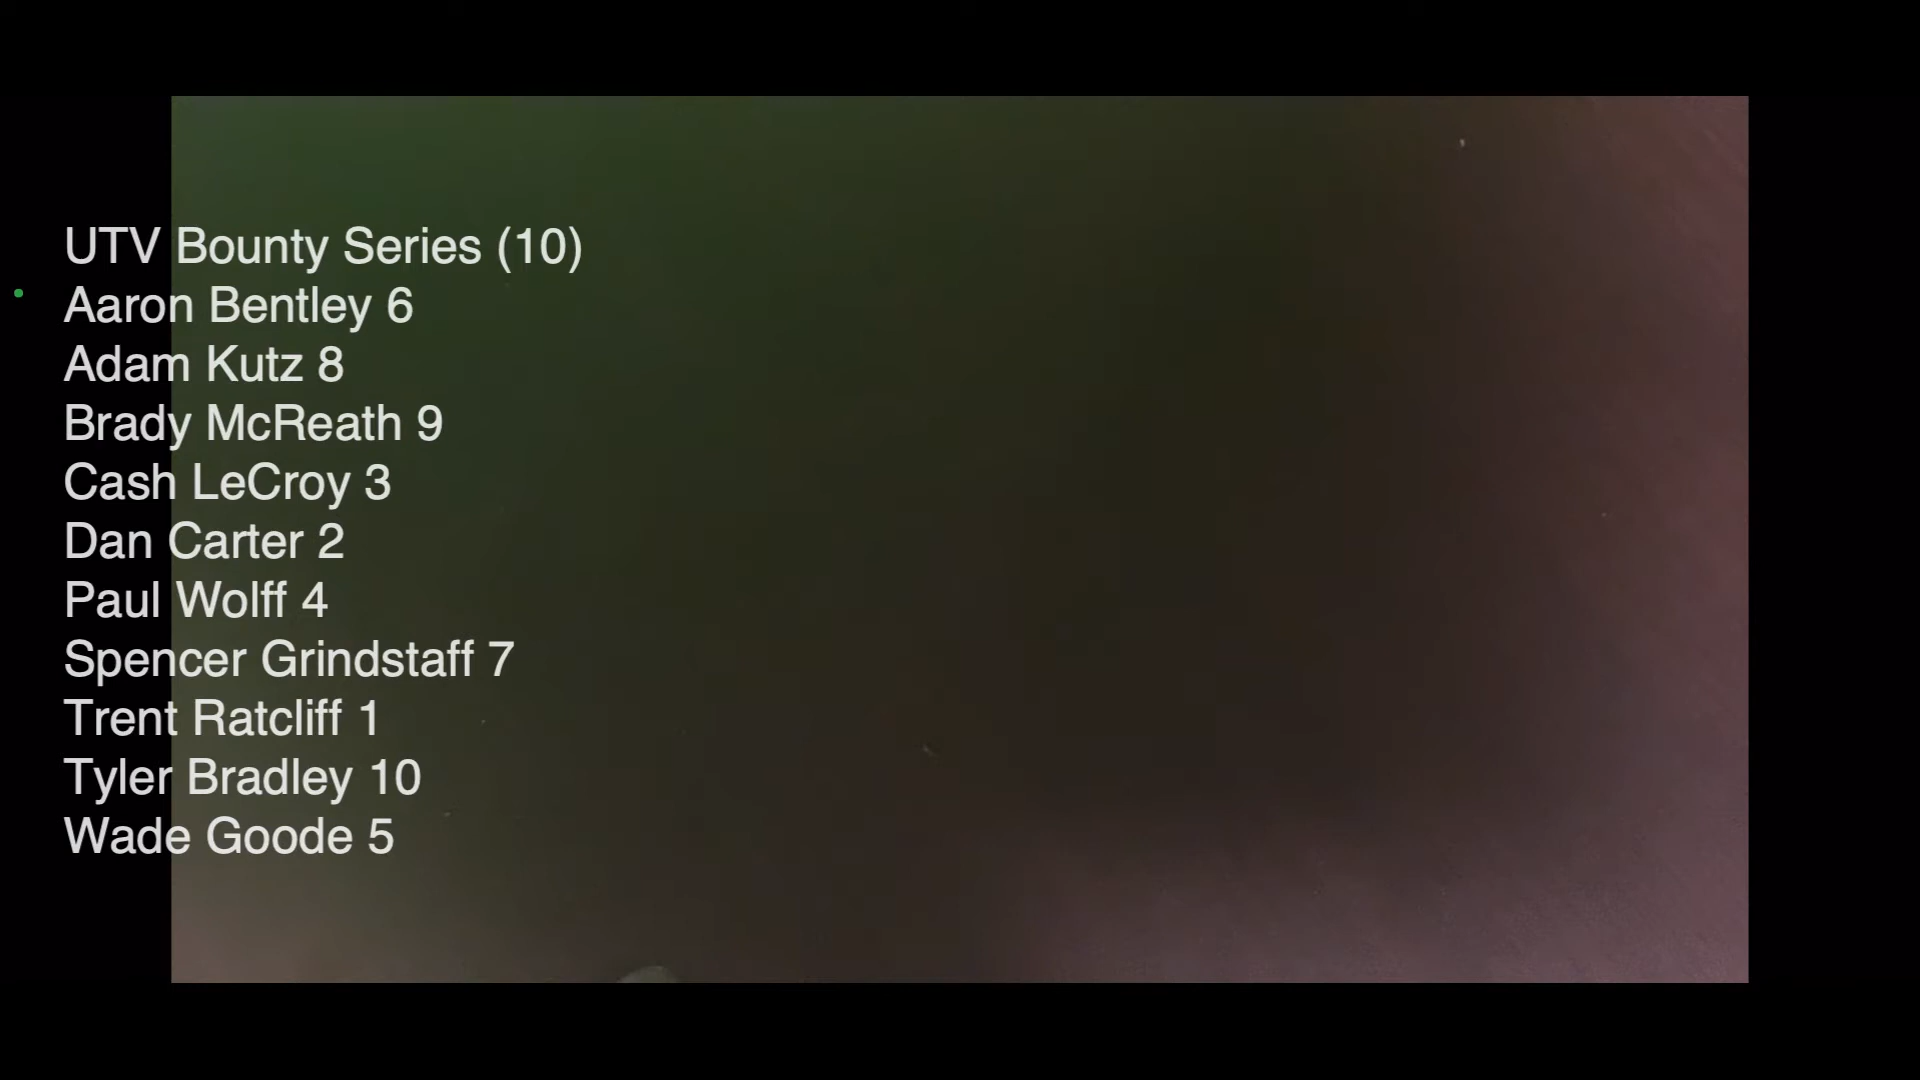 UTV Bounty Series (10)
Aaron Bentley 6
Adam Kutz 8
Brady McReath 9
Cash LeCroy 3
Dan Carter 2
Paul Wolff 4
Spencer Grindstaff 7
Trent Ratcliff 1
Tyler Bradley 10
Wade Goode 5